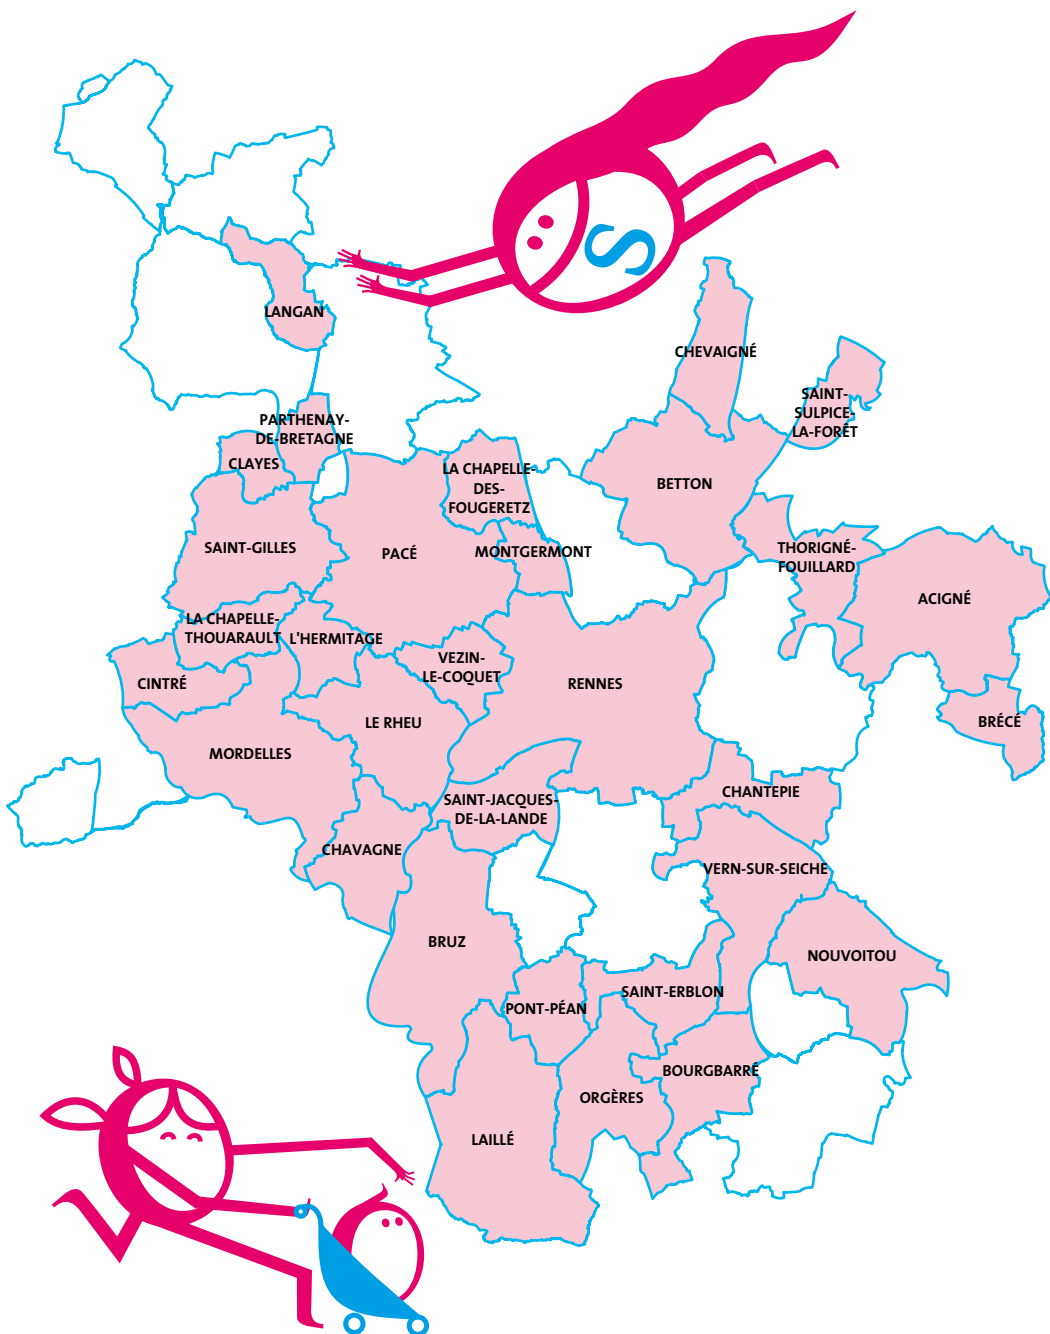 S
LANGAN
CHEVAIGNÉ
SAINT-
SULPICE-
LA-FORÊT
PARTHENAY-
DE-BRETAGNE
CLAYES
LA CHAPELLE-
DES-
FOUGERETZ
BETTON
SAINT-GILLES
PACÉ
MONTGERMONT
THORIGNÉ-
FOUILLARD
ACIGNÉ
LA CHAPELLE-
THOUARAULT
L'HERMITAGE
VEZIN-
LE-COQUET
CINTRÉ
RENNES
LE RHEU
BRÉCÉ
MORDELLES
CHANTEPIE
SAINT-JACQUES-
DE-LA-LANDE
CHAVAGNE
VERN-SUR-SEICHE
BRUZ
NOUVOITOU
SAINT-ERBLON
PONT-PÉAN
BOURGBARRÉ
ORGÈRES
LAILLÉ